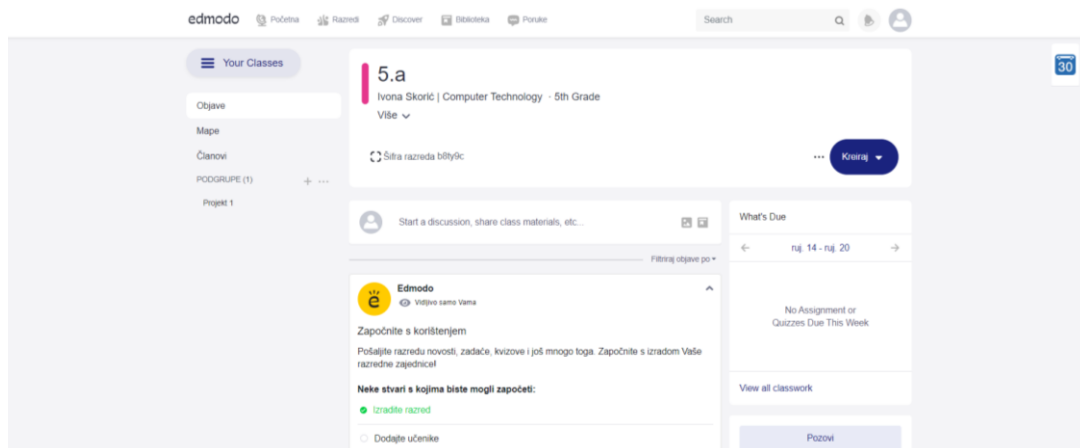 edmodo Početna Razredi Discover Biblioteka Poruke Search
Your Classes
Objave
Mape
Članovi
PODGRUPE (1)
Projekt 1
5.a
Ivona Skorić | Computer Technology · 5th Grade
Više
Šifra razreda b8ty9c
Kreiraj
Start a discussion, share class materials, etc...
Filtriraj objave po
Edmodo
Vidljivo samo Vama
Započnite s korištenjem
Pošaljite razredu novosti, zadaće, kvizove i još mnogo toga. Započnite s izradom Vaše
razredne zajednice!
Neke stvari s kojima biste mogli započeti:
Izradite razred
Dodajte učenike
What's Due
ruj. 14 - ruj. 20
No Assignment or
Quizzes Due This Week
View all classwork
Pozovi
30